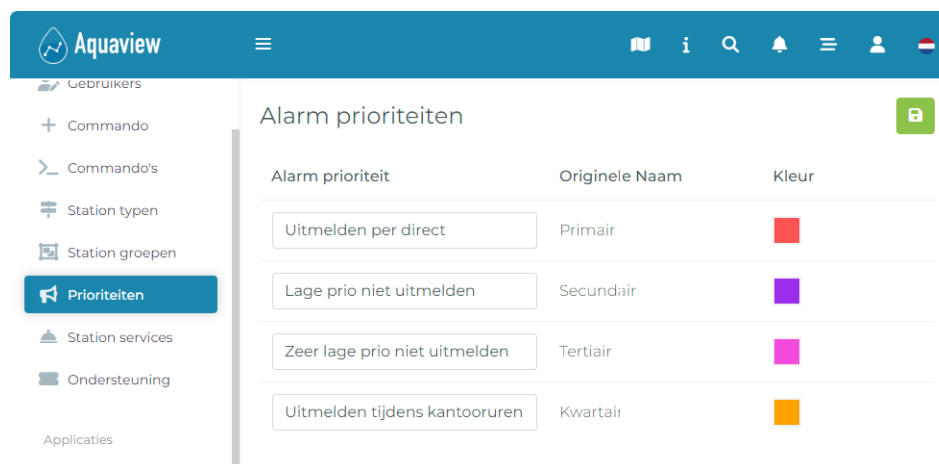 Aquaview
Gebruikers
Commando
Commando's
Station typen
Station groepen
Prioriteiten
Station services
Ondersteuning
Applicaties
Alarm prioriteiten
Alarm prioriteit Originele Naam Kleur
Uitmelden per direct Primair
Lage prio niet uitmelden Secundair
Zeer lage prio niet uitmelden Tertiair
Uitmelden tijdens kantooruren Kwartair